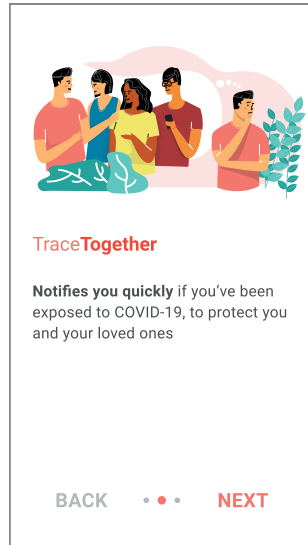 TraceTogether
Notifies you quickly if you’ve been
exposed to COVID-19, to protect you
and your loved ones
BACK NEXT